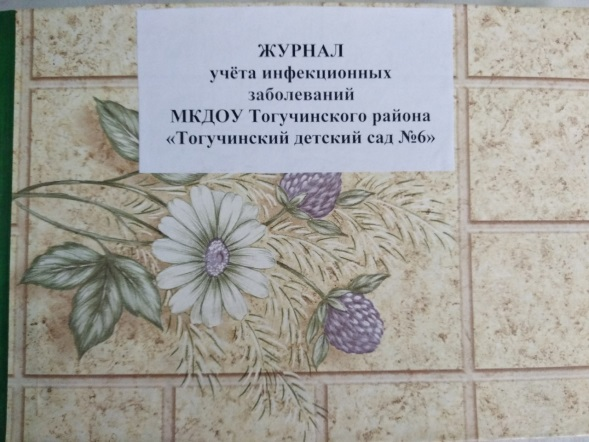 ЖУРНАЛ
учёта инфекционных
заболеваний
МКДОУ Тогучинского района
«Тогучинский детский сад №6»